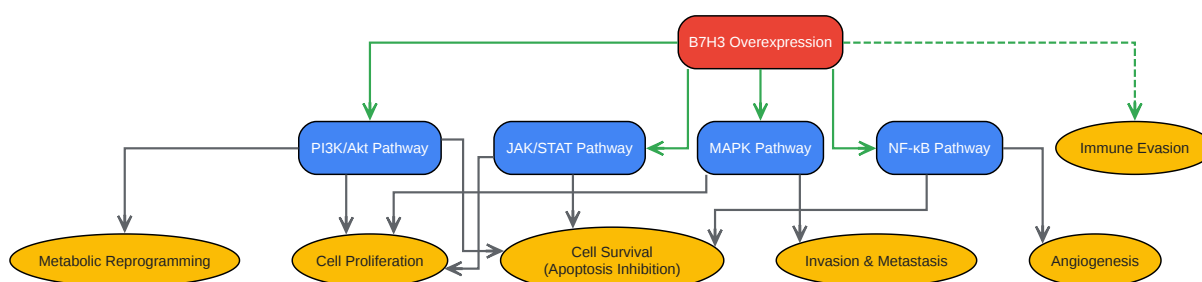 B7H3 Overexpression
PI3K/Akt Pathway
JAK/STAT Pathway
MAPK Pathway
NF-κB Pathway
Immune Evasion
Metabolic Reprogramming
Cell Proliferation
Cell Survival
(Apoptosis Inhibition)
Invasion & Metastasis
Angiogenesis